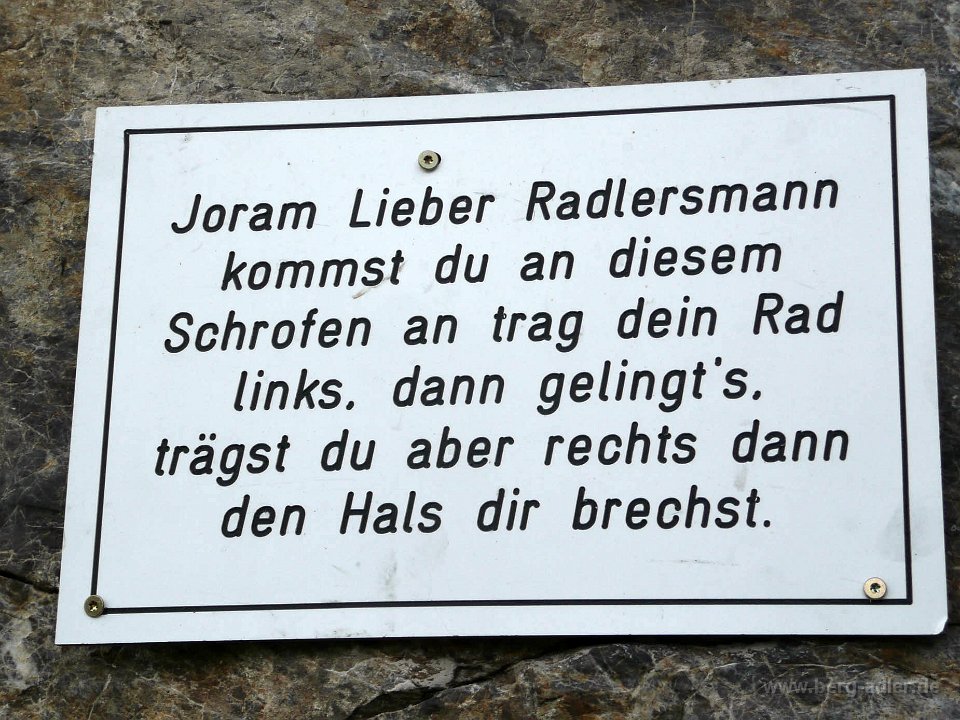 Joram Lieber Radlersmann
kommst du an diesem
Schrofen an trag dein Rad
links, dann gelingt's,
trägst du aber rechts dann
den Hals dir brechst.
www.berg-adler.de